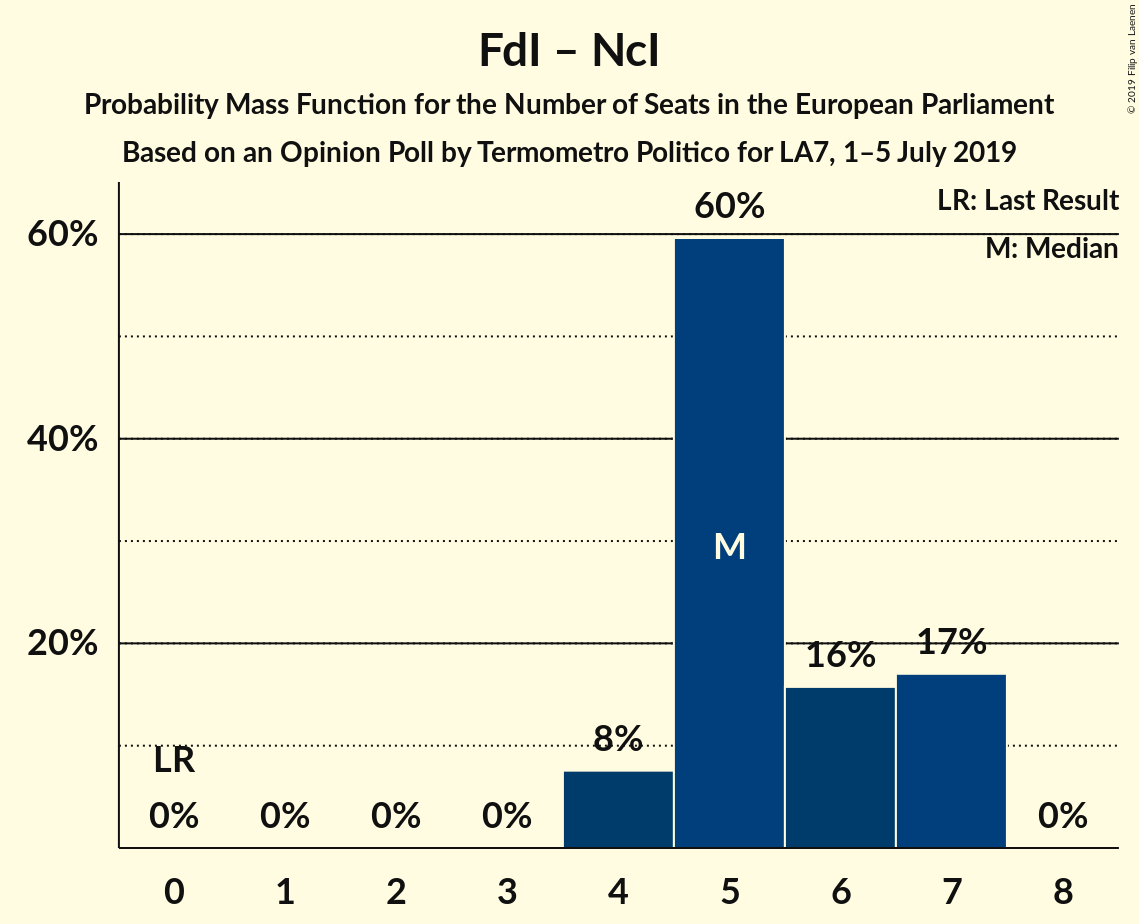 FdI – NcI
Probability Mass Function for the Number of Seats in the European Parliament
Based on an Opinion Poll by Termometro Politico for LA7, 1–5 July 2019
© 2019 Filip van Laenen
LR: Last Result
M: Median
60%
40%
20%
LR
0%
0%
0%
0%
8%
60%
M
16%
17%
0%
0 1 2 3 4 5 6 7 8